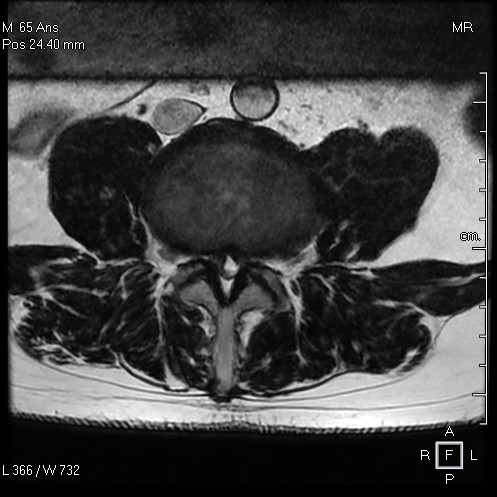 M 65 Ans
MR
Pos 24.40 mm
cm.
A
R F L
P
L 366 / W 732